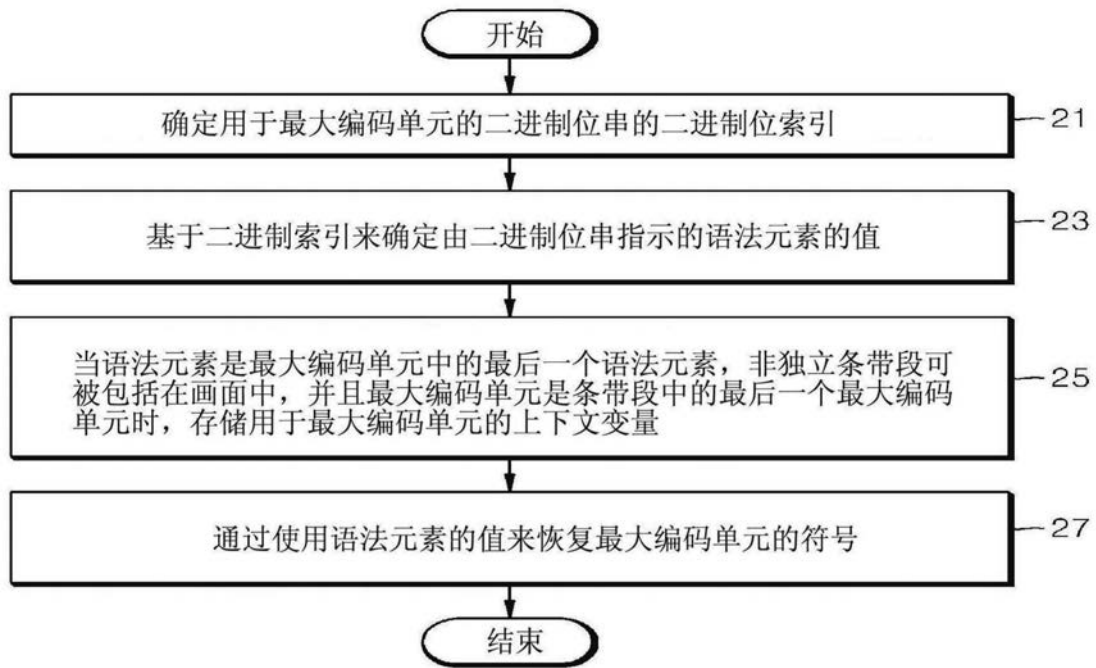 开始
确定用于最大编码单元的二进制位串的二进制位索引
21
基于二进制索引来确定由二进制位串指示的语法元素的值
23
当语法元素是最大编码单元中的最后一个语法元素，非独立条带段可
被包括在画面中，并且最大编码单元是条带段中的最后一个最大编码
单元时，存储用于最大编码单元的上下文变量
25
通过使用语法元素的值来恢复最大编码单元的符号
27
结束